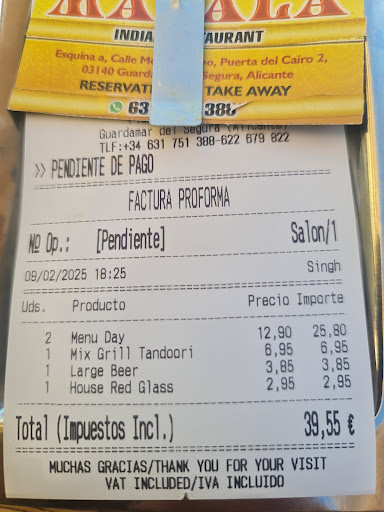 INDIAN RESTAURANT
Esquina a, Calle Puerta del Cairo 2,
03140 Guardamar Segura, Alicante
TAKE AWAY
63 388
Guardamar del Segura (Alicante)
TLF:+34 631 751 388-622 679 822
>> PENDIENTE DE PAGO
FACTURA PROFORMA
Nº Op.: [Pendiente] Salon/1
09/02/2025 18:25 Singh
Uds. Producto Precio Importe
2 Menu Day 12,90 25,80
1 Mix Grill Tandoori 6,95 6,95
1 Large Beer 3,85 3,85
1 House Red Glass 2,95 2,95
Total (Impuestos Incl.) 39,55 €
MUCHAS GRACIAS/THANK YOU FOR YOUR VISIT
VAT INCLUDED/IVA INCLUIDO